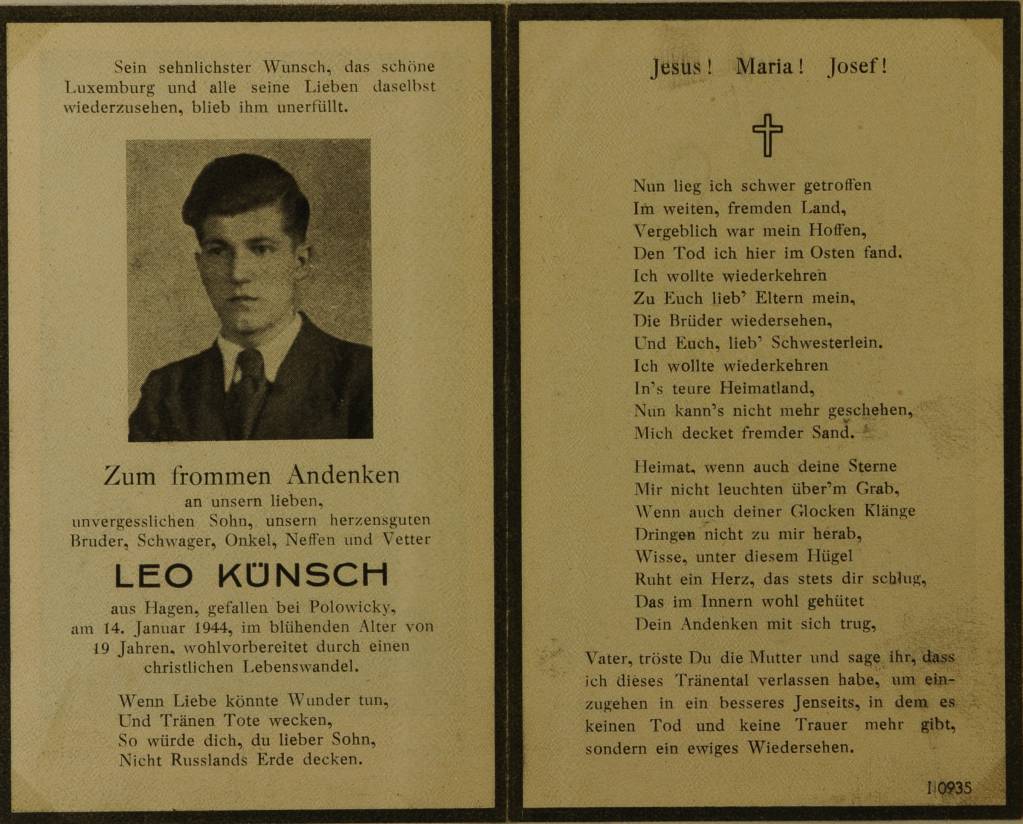 Sein sehnlichster Wunsch, das schöne
Luxemburg und alle seine Lieben daselbst
wiederzusehen, blieb ihm unerfüllt.
Zum frommen Andenken
an unsern lieben,
unvergesslichen Sohn, unsern herzensguten
Bruder, Schwager, Onkel, Neffen und Vetter
LEO KÜNSCH
aus Hagen, gefallen bei Polowicky,
am 14. Januar 1944, im blühenden Alter von
19 Jahren, wohlvorbereitet durch einen
christlichen Lebenswandel.
Wenn Liebe könnte Wunder tun,
Und Tränen Tote wecken,
So würde dich, du lieber Sohn,
Nicht Russlands Erde decken.
Jesus! Maria! Josef!
Nun lieg ich schwer getroffen
Im weiten, fremden Land,
Vergeblich war mein Hoffen,
Den Tod ich hier im Osten fand.
Ich wollte wiederkehren
Zu Euch lieb' Eltern mein,
Die Brüder wiedersehen,
Und Euch, lieb' Schwesterlein.
Ich wollte wiederkehren
In's teure Heimatland,
Nun kann's nicht mehr geschehen,
Mich decket fremder Sand.
Heimat, wenn auch deine Sterne
Mir nicht leuchten über'm Grab,
Wenn auch deiner Glocken Klänge
Dringen nicht zu mir herab,
Wisse, unter diesem Hügel
Ruht ein Herz, das stets dir schlug,
Das im Innern wohl gehütet
Dein Andenken mit sich trug,
Vater, tröste Du die Mutter und sage ihr, dass
ich dieses Tränental verlassen habe, um ein-
zugehen in ein besseres Jenseits, in dem es
keinen Tod und keine Trauer mehr gibt,
sondern ein ewiges Wiedersehen.
I 0935